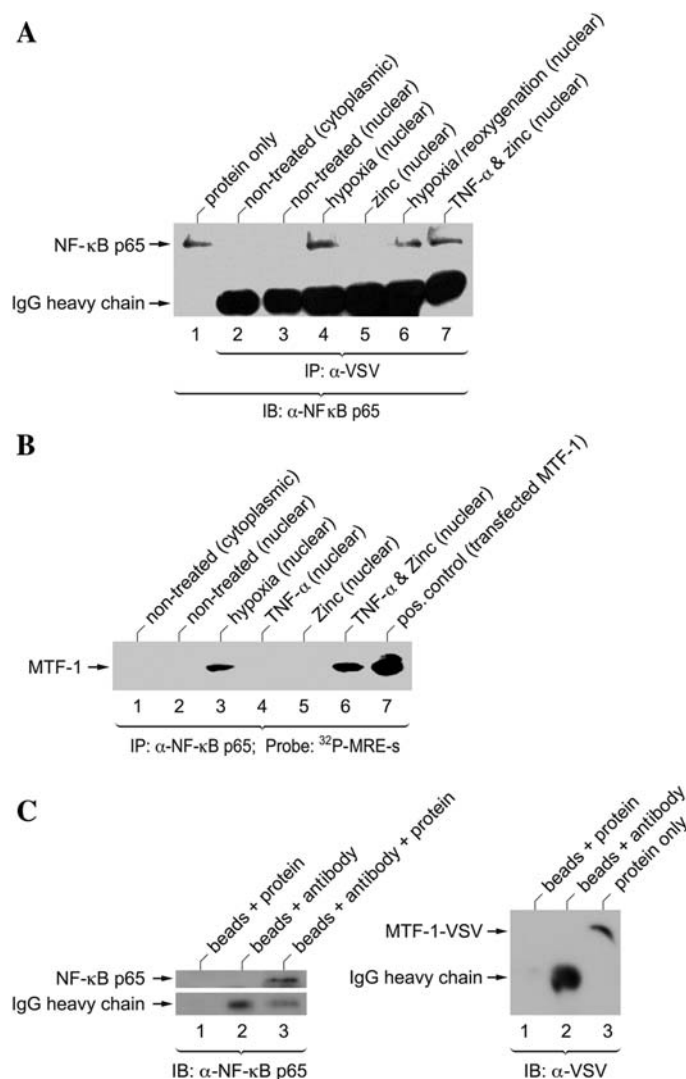 A
protein only
non-treated (cytoplasmic)
non-treated (nuclear)
hypoxia (nuclear)
zinc (nuclear)
hypoxia/reoxygenation (nuclear)
TNF-α & zinc (nuclear)
NF-κB p65
IgG heavy chain
1 2 3 4 5 6 7
IP: α-VSV
IB: α-NFκB p65
B
non-treated (cytoplasmic)
non-treated (nuclear)
hypoxia (nuclear)
TNF-α (nuclear)
Zinc (nuclear)
TNF-α & Zinc (nuclear)
pos. control (transfected MTF-1)
MTF-1
1 2 3 4 5 6 7
IP: α-NF-κB p65; Probe: ³²P-MRE-s
C
beads + protein
beads + antibody
beads + antibody + protein
NF-κB p65
IgG heavy chain
1 2 3
IB: α-NF-κB p65
beads + protein
beads + antibody
protein only
MTF-1-VSV
IgG heavy chain
1 2 3
IB: α-VSV